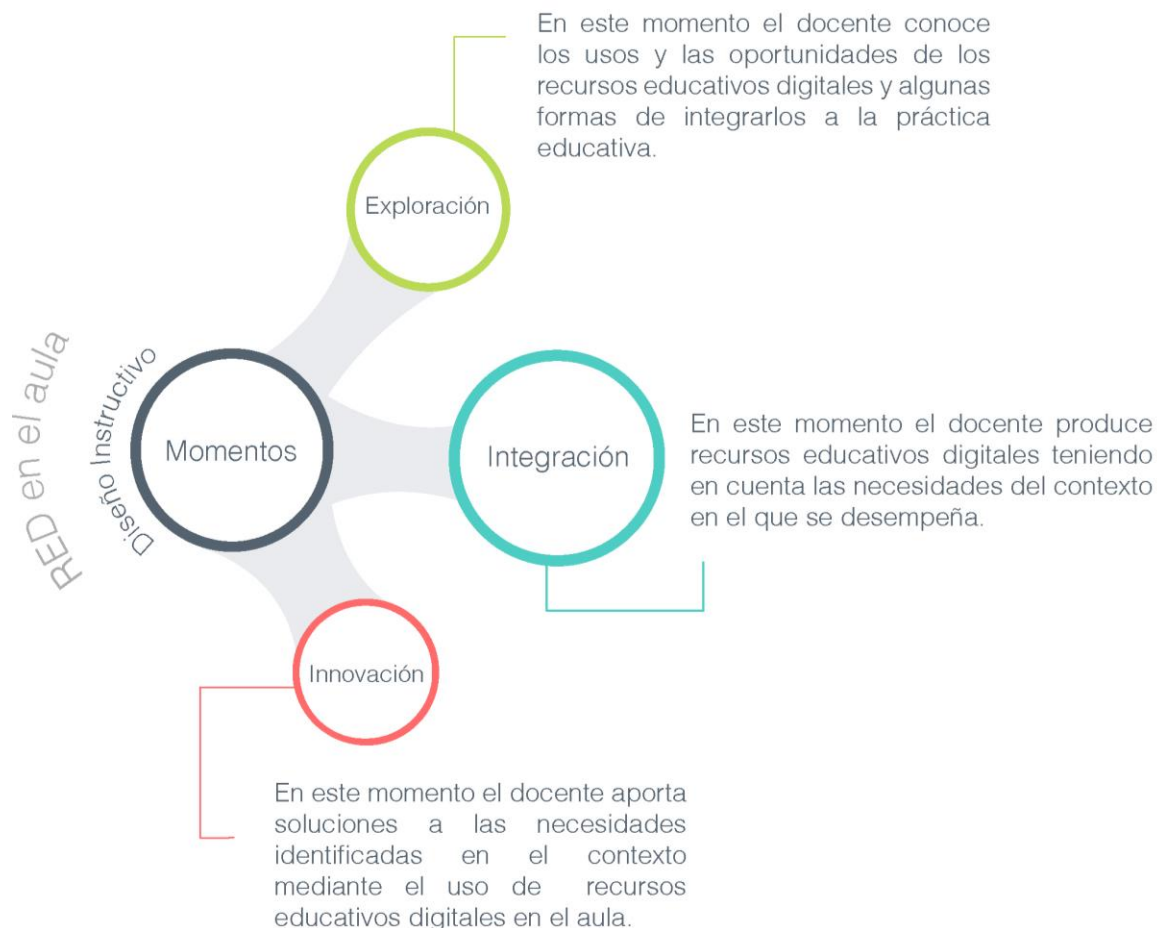 En este momento el docente conoce
los usos y las oportunidades de los
recursos educativos digitales y algunas
formas de integrarlos a la práctica
educativa.
Exploración
RED en el aula
Diseño Instructivo
Momentos
Integración
En este momento el docente produce
recursos educativos digitales teniendo
en cuenta las necesidades del contexto
en el que se desempeña.
Innovación
En este momento el docente aporta
soluciones a las necesidades
identificadas en el contexto
mediante el uso de recursos
educativos digitales en el aula.